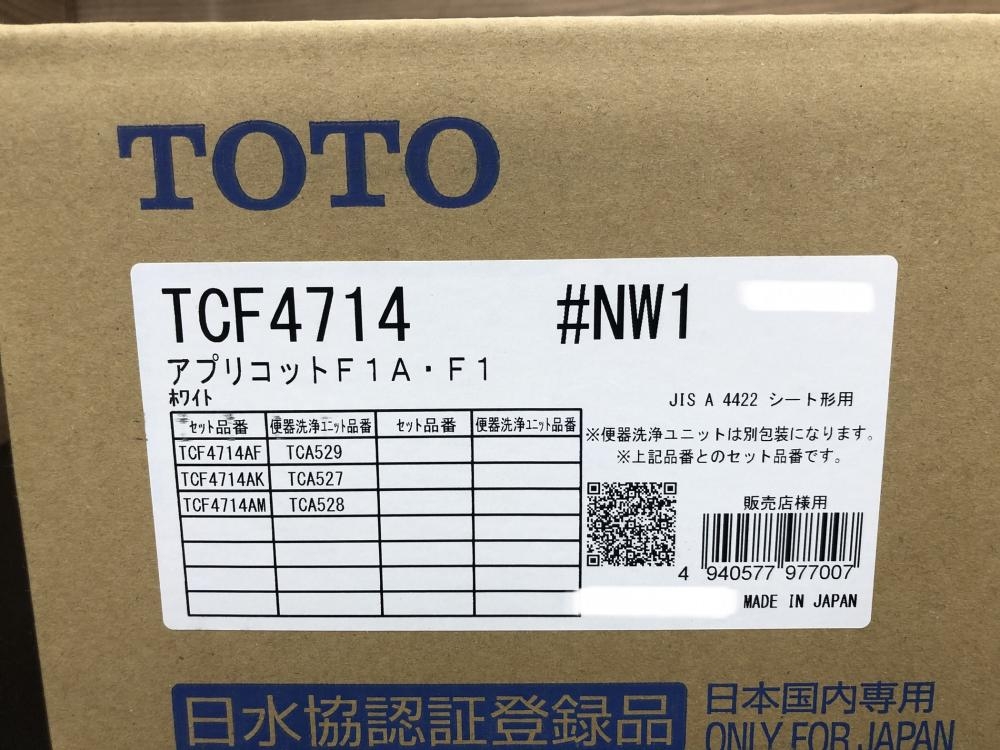 TOTO
TCF4714 #NW1
アプリコットF1A・F1
ホワイト
JIS A 4422 シート形用
セット品番 便器洗浄ユニット品番 セット品番 便器洗浄ユニット品番
TCF4714AF TCA529
TCF4714AK TCA527
TCF4714AM TCA528
※便器洗浄ユニットは別包装になります。
※上記品番とのセット品番です。
販売店様用
4 940577 977007
MADE IN JAPAN
日水協認証登録品
日本国内専用
ONLY FOR JAPAN